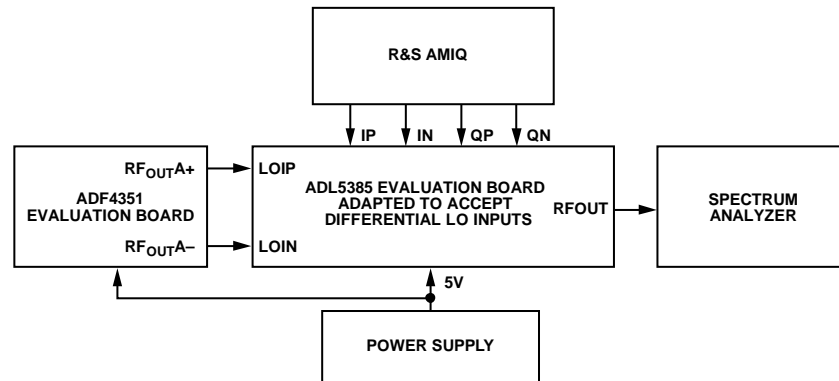 R&S AMIQ
IP
IN
QP
QN
RFOUTA+
ADF4351
EVALUATION BOARD
RFOUTA–
LOIP
ADL5385 EVALUATION BOARD
ADAPTED TO ACCEPT
DIFFERENTIAL LO INPUTS
LOIN
RFOUT
SPECTRUM
ANALYZER
5V
POWER SUPPLY